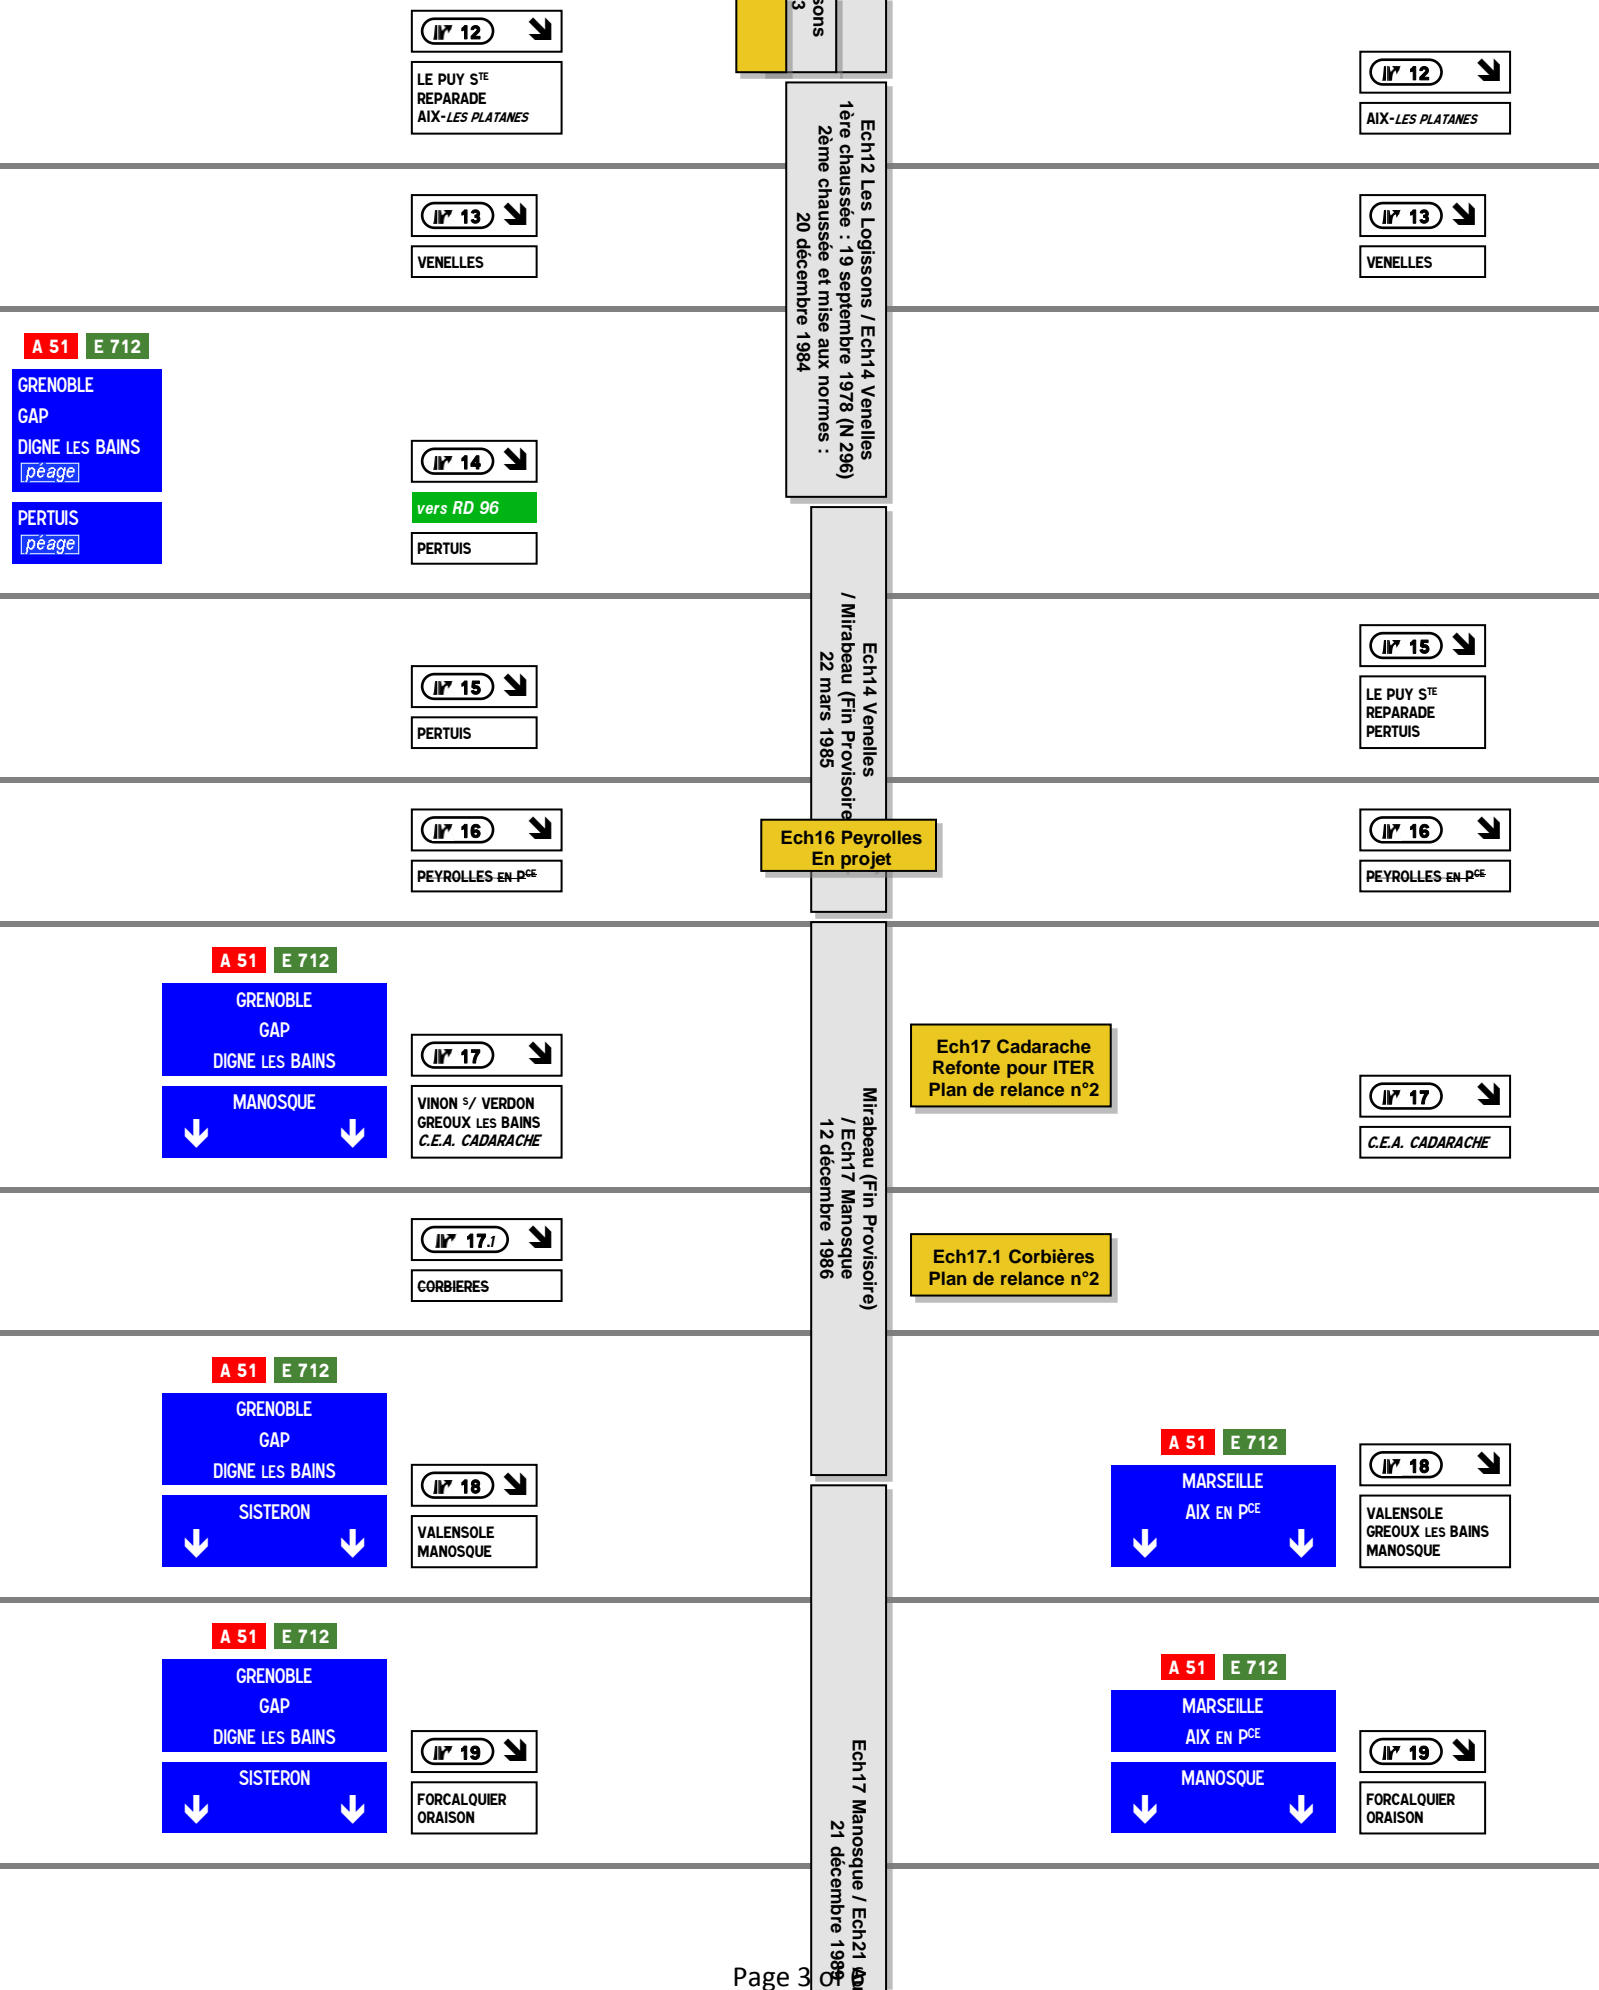 12
LE PUY STE
REPARADE
AIX-LES PLATANES
sons
3
12
AIX-LES PLATANES
Ech12 Les Logissons / Ech14 Venelles
1ère chaussée : 19 septembre 1978 (N 296)
2ème chaussée et mise aux normes :
20 décembre 1984
13
VENELLES
13
VENELLES
A 51 E 712
GRENOBLE
GAP
DIGNE LES BAINS
péage
PERTUIS
péage
14
vers RD 96
PERTUIS
Ech14 Venelles
/ Mirabeau (Fin Provisoire
22 mars 1985
15
PERTUIS
15
LE PUY STE
REPARADE
PERTUIS
16
PEYROLLES EN PCE
Ech16 Peyrolles
En projet
16
PEYROLLES EN PCE
A 51 E 712
GRENOBLE
GAP
DIGNE LES BAINS
MANOSQUE
17
VINON S/ VERDON
GREOUX LES BAINS
C.E.A. CADARACHE
Mirabeau (Fin Provisoire)
/ Ech17 Manosque
12 décembre 1986
Ech17 Cadarache
Refonte pour ITER
Plan de relance n°2
17
C.E.A. CADARACHE
17.1
CORBIERES
Ech17.1 Corbières
Plan de relance n°2
A 51 E 712
GRENOBLE
GAP
DIGNE LES BAINS
SISTERON
18
VALENSOLE
MANOSQUE
A 51 E 712
MARSEILLE
AIX EN PCE
18
VALENSOLE
GREOUX LES BAINS
MANOSQUE
A 51 E 712
GRENOBLE
GAP
DIGNE LES BAINS
SISTERON
19
FORCALQUIER
ORAISON
Ech17 Manosque / Ech21
21 décembre 1989
A 51 E 712
MARSEILLE
AIX EN PCE
MANOSQUE
19
FORCALQUIER
ORAISON
Page 3 of 6